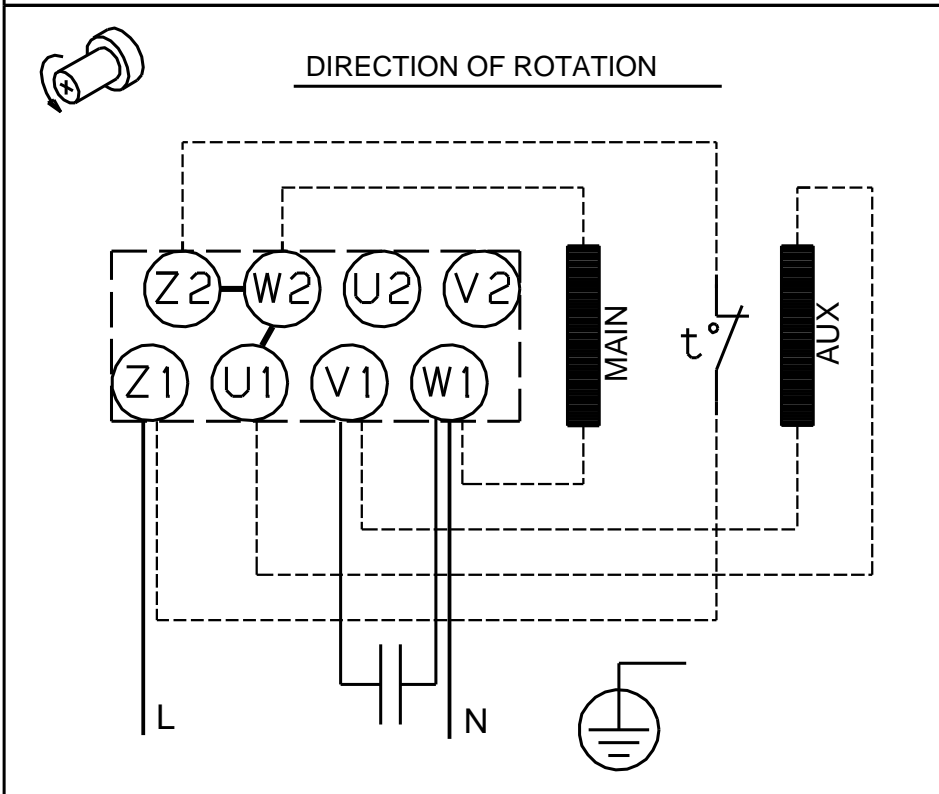 DIRECTION OF ROTATION
Z2 W2 U2 V2
Z1 U1 V1 W1
MAIN
t°
AUX
L
N